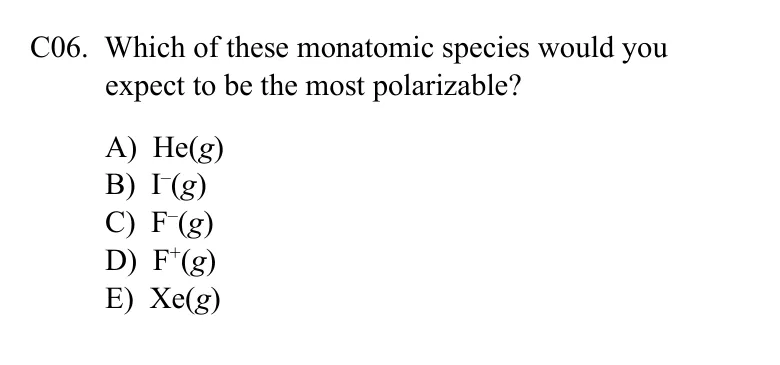 C06. Which of these monatomic species would you
expect to be the most polarizable?
A) He(g)
B) I⁻(g)
C) F⁻(g)
D) F⁺(g)
E) Xe(g)